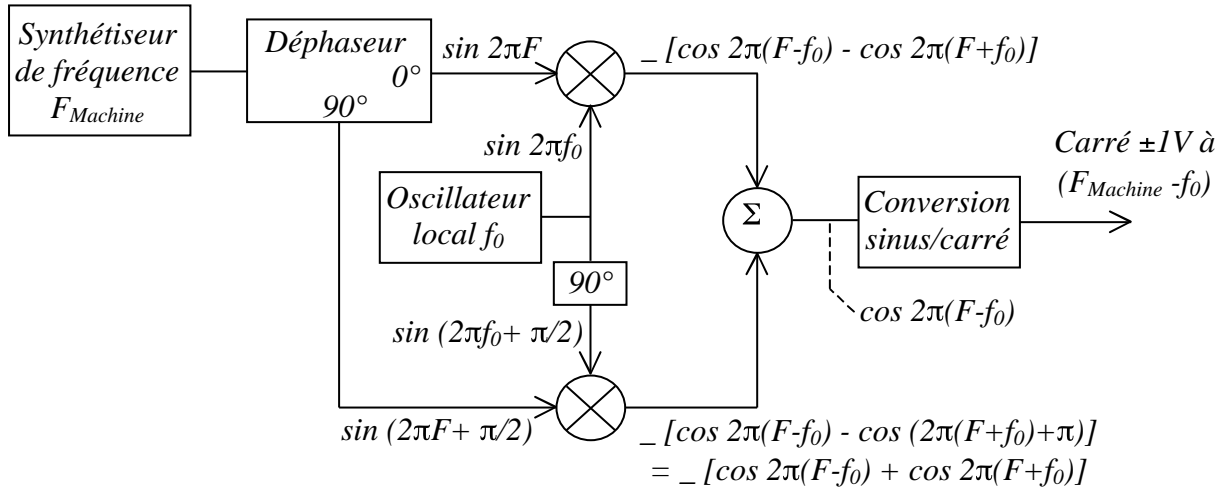 Synthétiseur
de fréquence
F_Machine
Déphaseur
0°
90°
sin 2πF
_ [cos 2π(F-f₀) - cos 2π(F+f₀)]
sin 2πf₀
Oscillateur
local f₀
90°
sin (2πf₀+ π/2)
sin (2πF+ π/2)
Σ
Conversion
sinus/carré
Carré ±1V à
(F_Machine -f₀)
cos 2π(F-f₀)
_ [cos 2π(F-f₀) - cos (2π(F+f₀)+π)]
= _ [cos 2π(F-f₀) + cos 2π(F+f₀)]